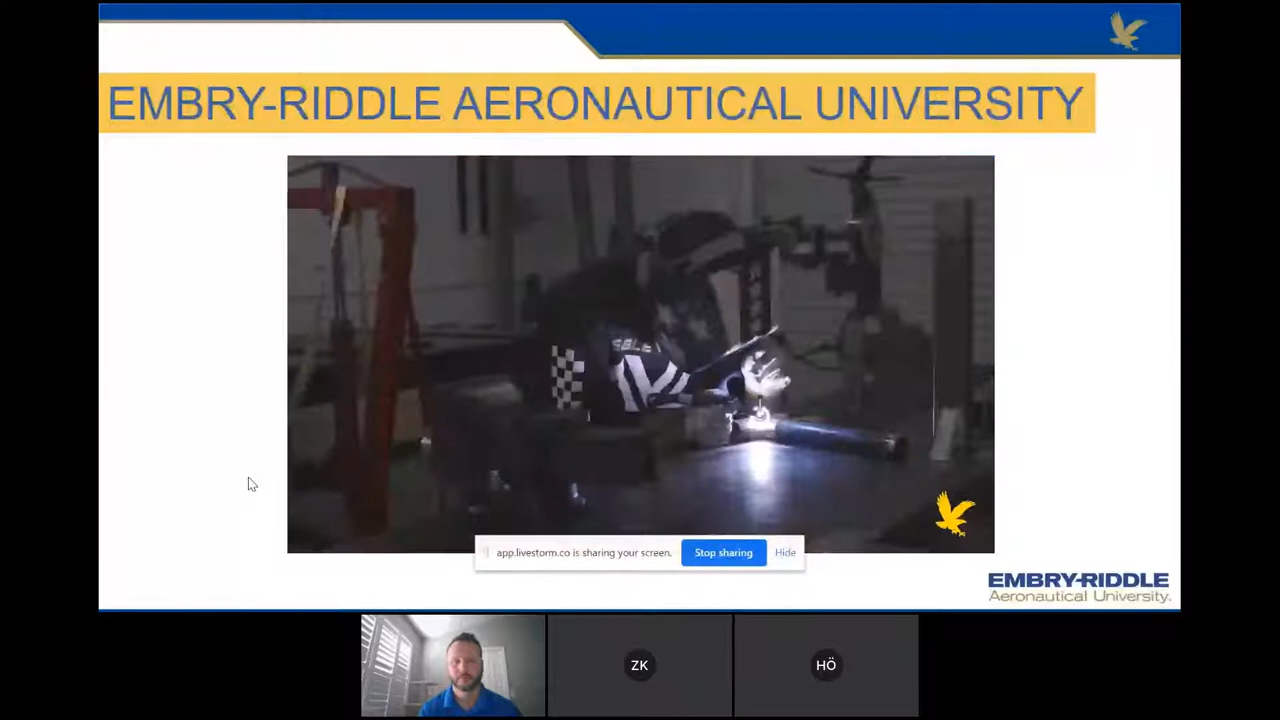 EMBRY-RIDDLE AERONAUTICAL UNIVERSITY
app.livestorm.co is sharing your screen.
Stop sharing
Hide
EMBRY-RIDDLE
Aeronautical University.
ZK
HÖ